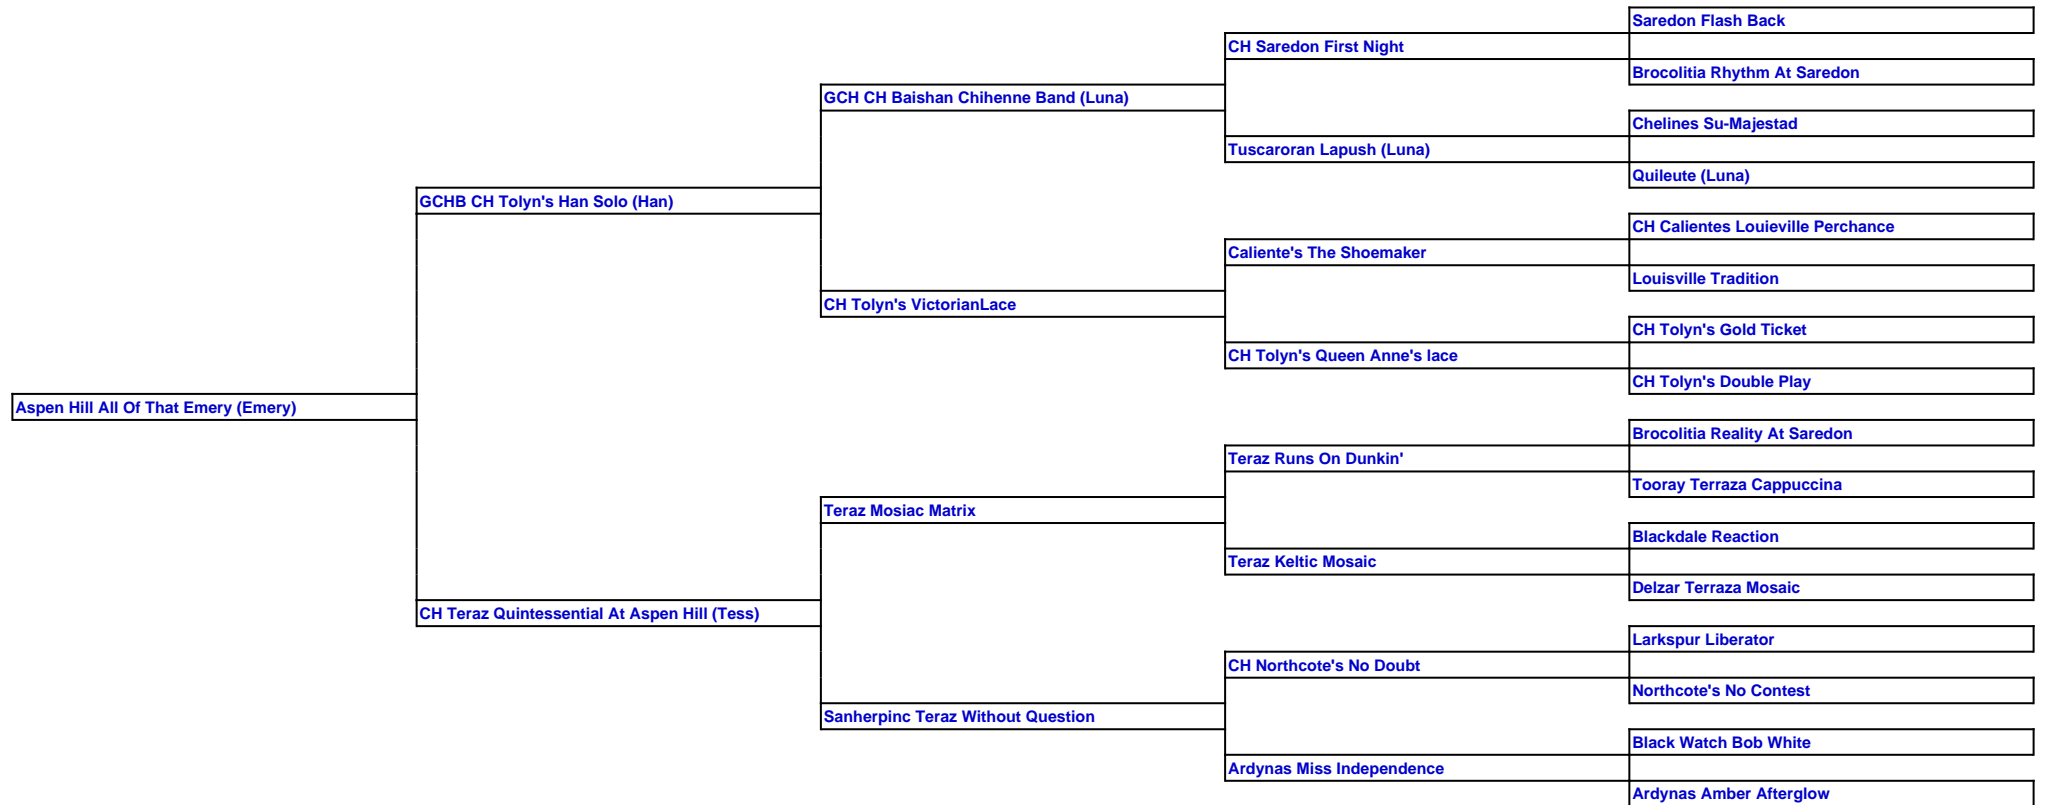 Saredon Flash Back
CH Saredon First Night
Brocolitia Rhythm At Saredon
GCH CH Baishan Chihenne Band (Luna)
Chelines Su-Majestad
Tuscaroran Lapush (Luna)
Quileute (Luna)
GCHB CH Tolyn's Han Solo (Han)
CH Calientes Louieville Perchance
Caliente's The Shoemaker
Louisville Tradition
CH Tolyn's VictorianLace
CH Tolyn's Gold Ticket
CH Tolyn's Queen Anne's lace
CH Tolyn's Double Play
Aspen Hill All Of That Emery (Emery)
Brocolitia Reality At Saredon
Teraz Runs On Dunkin'
Tooray Terraza Cappuccina
Teraz Mosiac Matrix
Blackdale Reaction
Teraz Keltic Mosaic
Delzar Terraza Mosaic
CH Teraz Quintessential At Aspen Hill (Tess)
Larkspur Liberator
CH Northcote's No Doubt
Northcote's No Contest
Sanherpinc Teraz Without Question
Black Watch Bob White
Ardynas Miss Independence
Ardynas Amber Afterglow